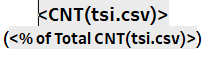 <CNT(tsi.csv)>
(<% of Total CNT(tsi.csv)>)